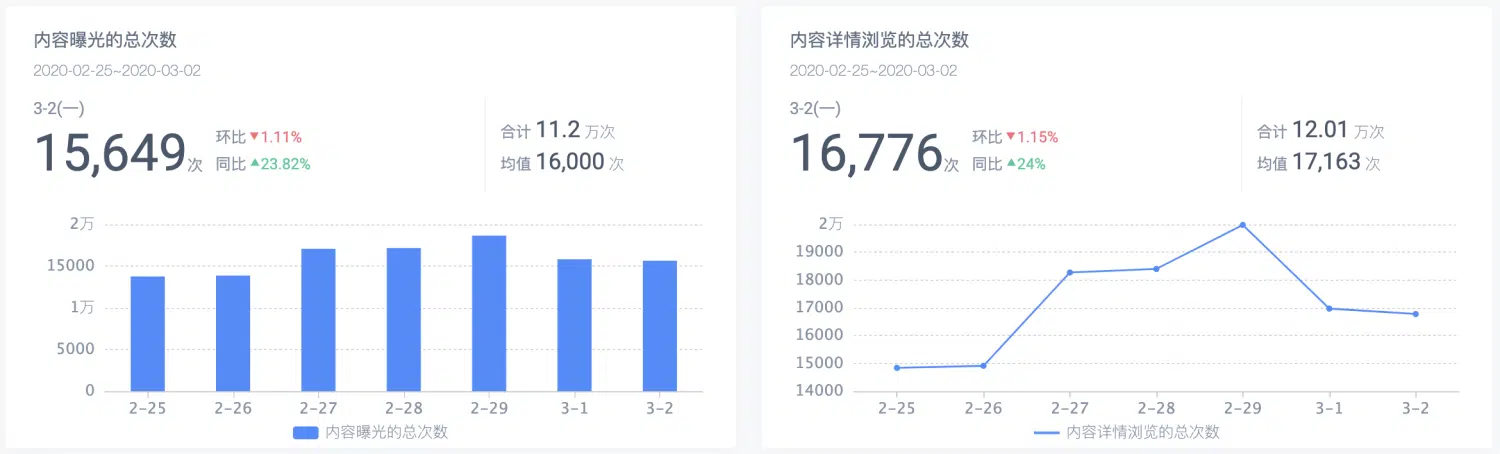 内容曝光的总次数
2020-02-25~2020-03-02
3-2(一)
15,649次
环比▼1.11%
同比▲23.82%
合计 11.2 万次
均值 16,000 次
2万
15000
1万
5000
0
2-25 2-26 2-27 2-28 2-29 3-1 3-2
内容曝光的总次数
内容详情浏览的总次数
2020-02-25~2020-03-02
3-2(一)
16,776次
环比▼1.15%
同比▲24%
合计 12.01 万次
均值 17,163 次
2万
19000
18000
17000
16000
15000
14000
2-25 2-26 2-27 2-28 2-29 3-1 3-2
内容详情浏览的总次数